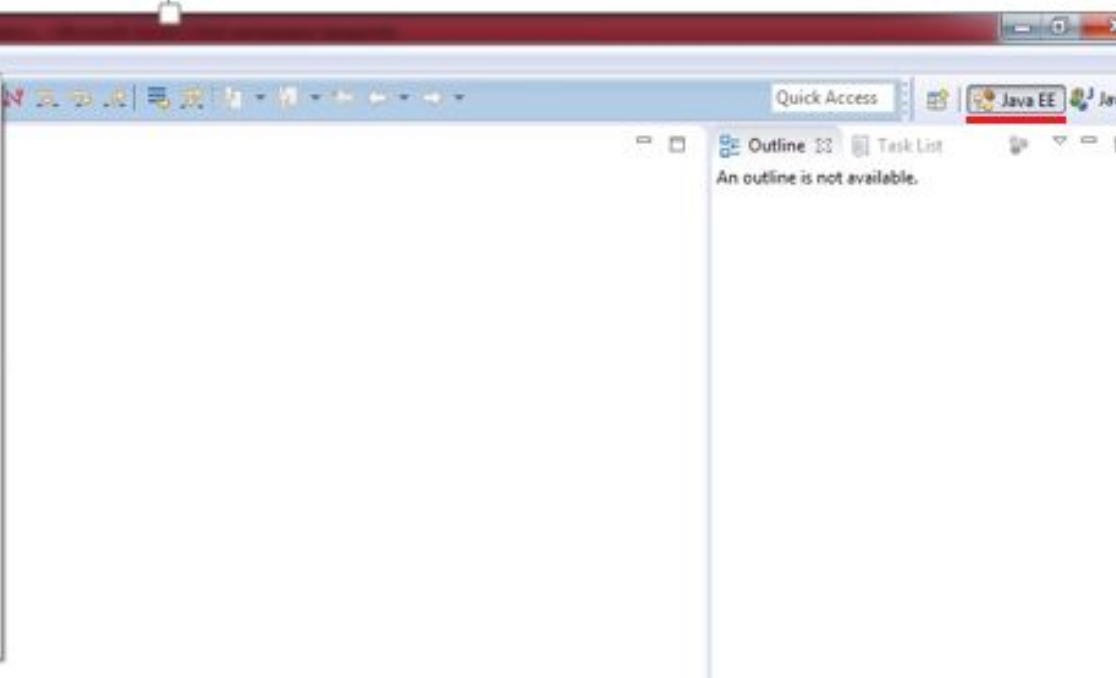 Quick Access
Java EE
Outline Task List
An outline is not available.